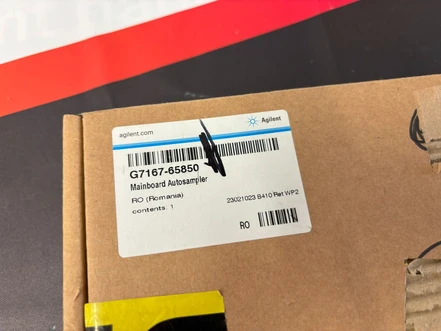 agilent.com
Agilent
G7167-65850
Mainboard Autosampler
RO (Romania)
contents: 1
23021023 B410 Ret WP2
RO